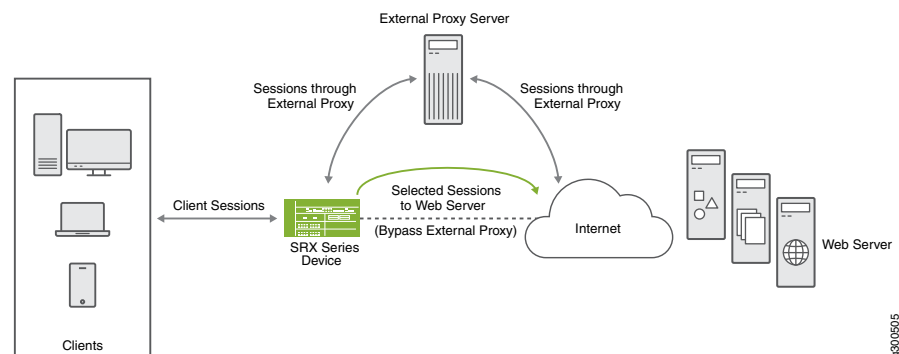 External Proxy Server
Sessions through
External Proxy
Sessions through
External Proxy
Client Sessions
Selected Sessions
to Web Server
(Bypass External Proxy)
SRX Series
Device
Internet
Web Server
Clients
g300505